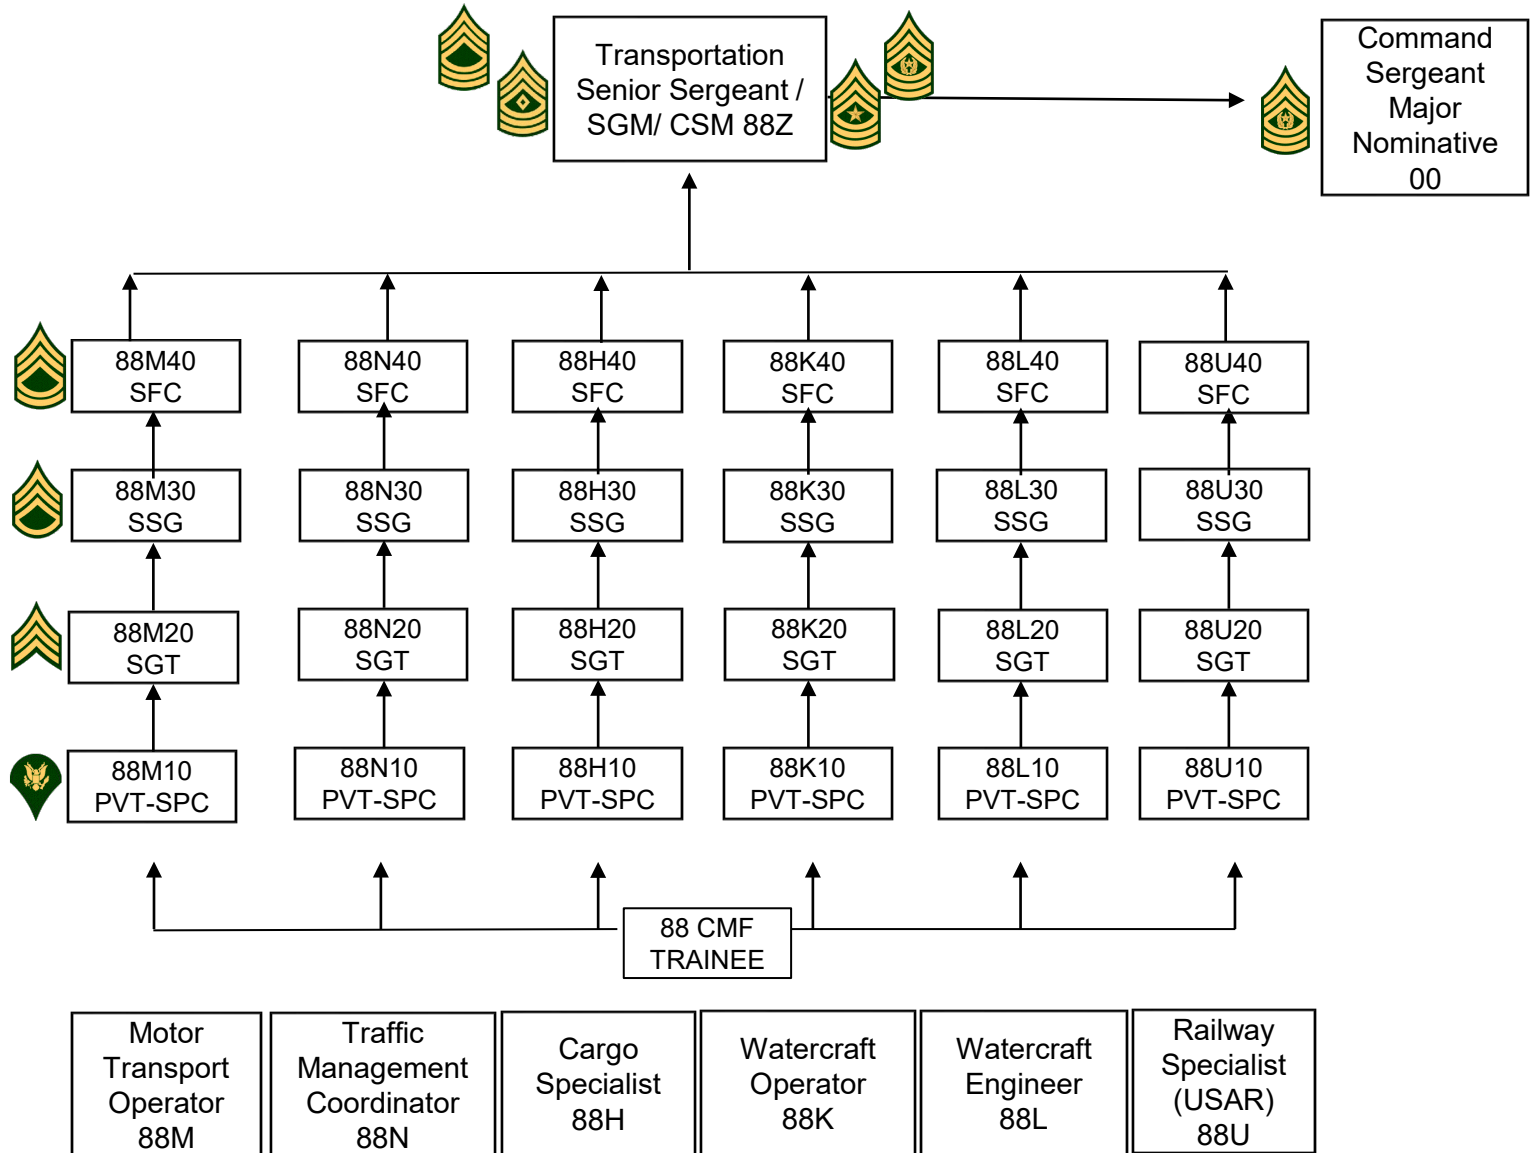 Transportation
Senior Sergeant /
SGM/ CSM 88Z
Command
Sergeant
Major
Nominative
00
88M40
SFC
88N40
SFC
88H40
SFC
88K40
SFC
88L40
SFC
88U40
SFC
88M30
SSG
88N30
SSG
88H30
SSG
88K30
SSG
88L30
SSG
88U30
SSG
88M20
SGT
88N20
SGT
88H20
SGT
88K20
SGT
88L20
SGT
88U20
SGT
88M10
PVT-SPC
88N10
PVT-SPC
88H10
PVT-SPC
88K10
PVT-SPC
88L10
PVT-SPC
88U10
PVT-SPC
88 CMF
TRAINEE
Motor
Transport
Operator
88M
Traffic
Management
Coordinator
88N
Cargo
Specialist
88H
Watercraft
Operator
88K
Watercraft
Engineer
88L
Railway
Specialist
(USAR)
88U